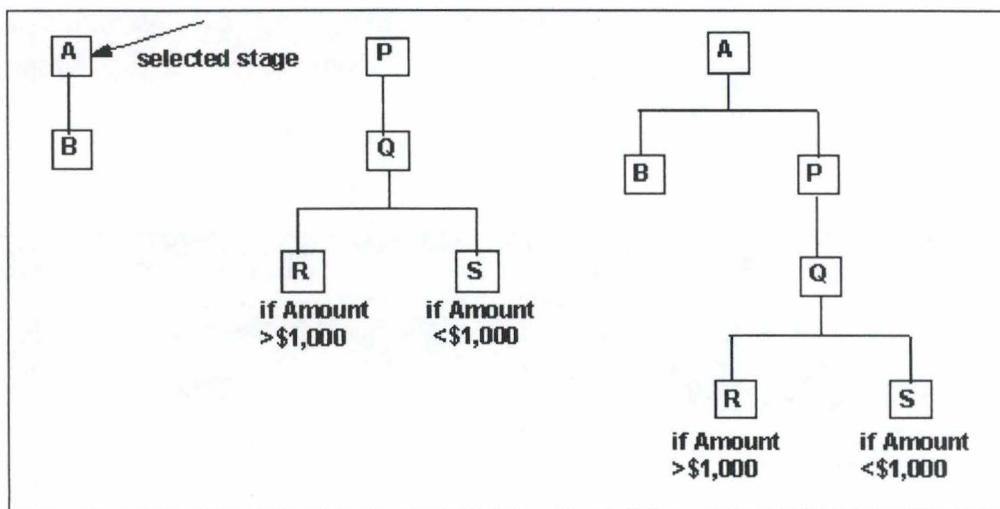 A
selected stage
B
P
Q
R
if Amount
>$1,000
S
if Amount
<$1,000
A
B
P
Q
R
if Amount
>$1,000
S
if Amount
<$1,000